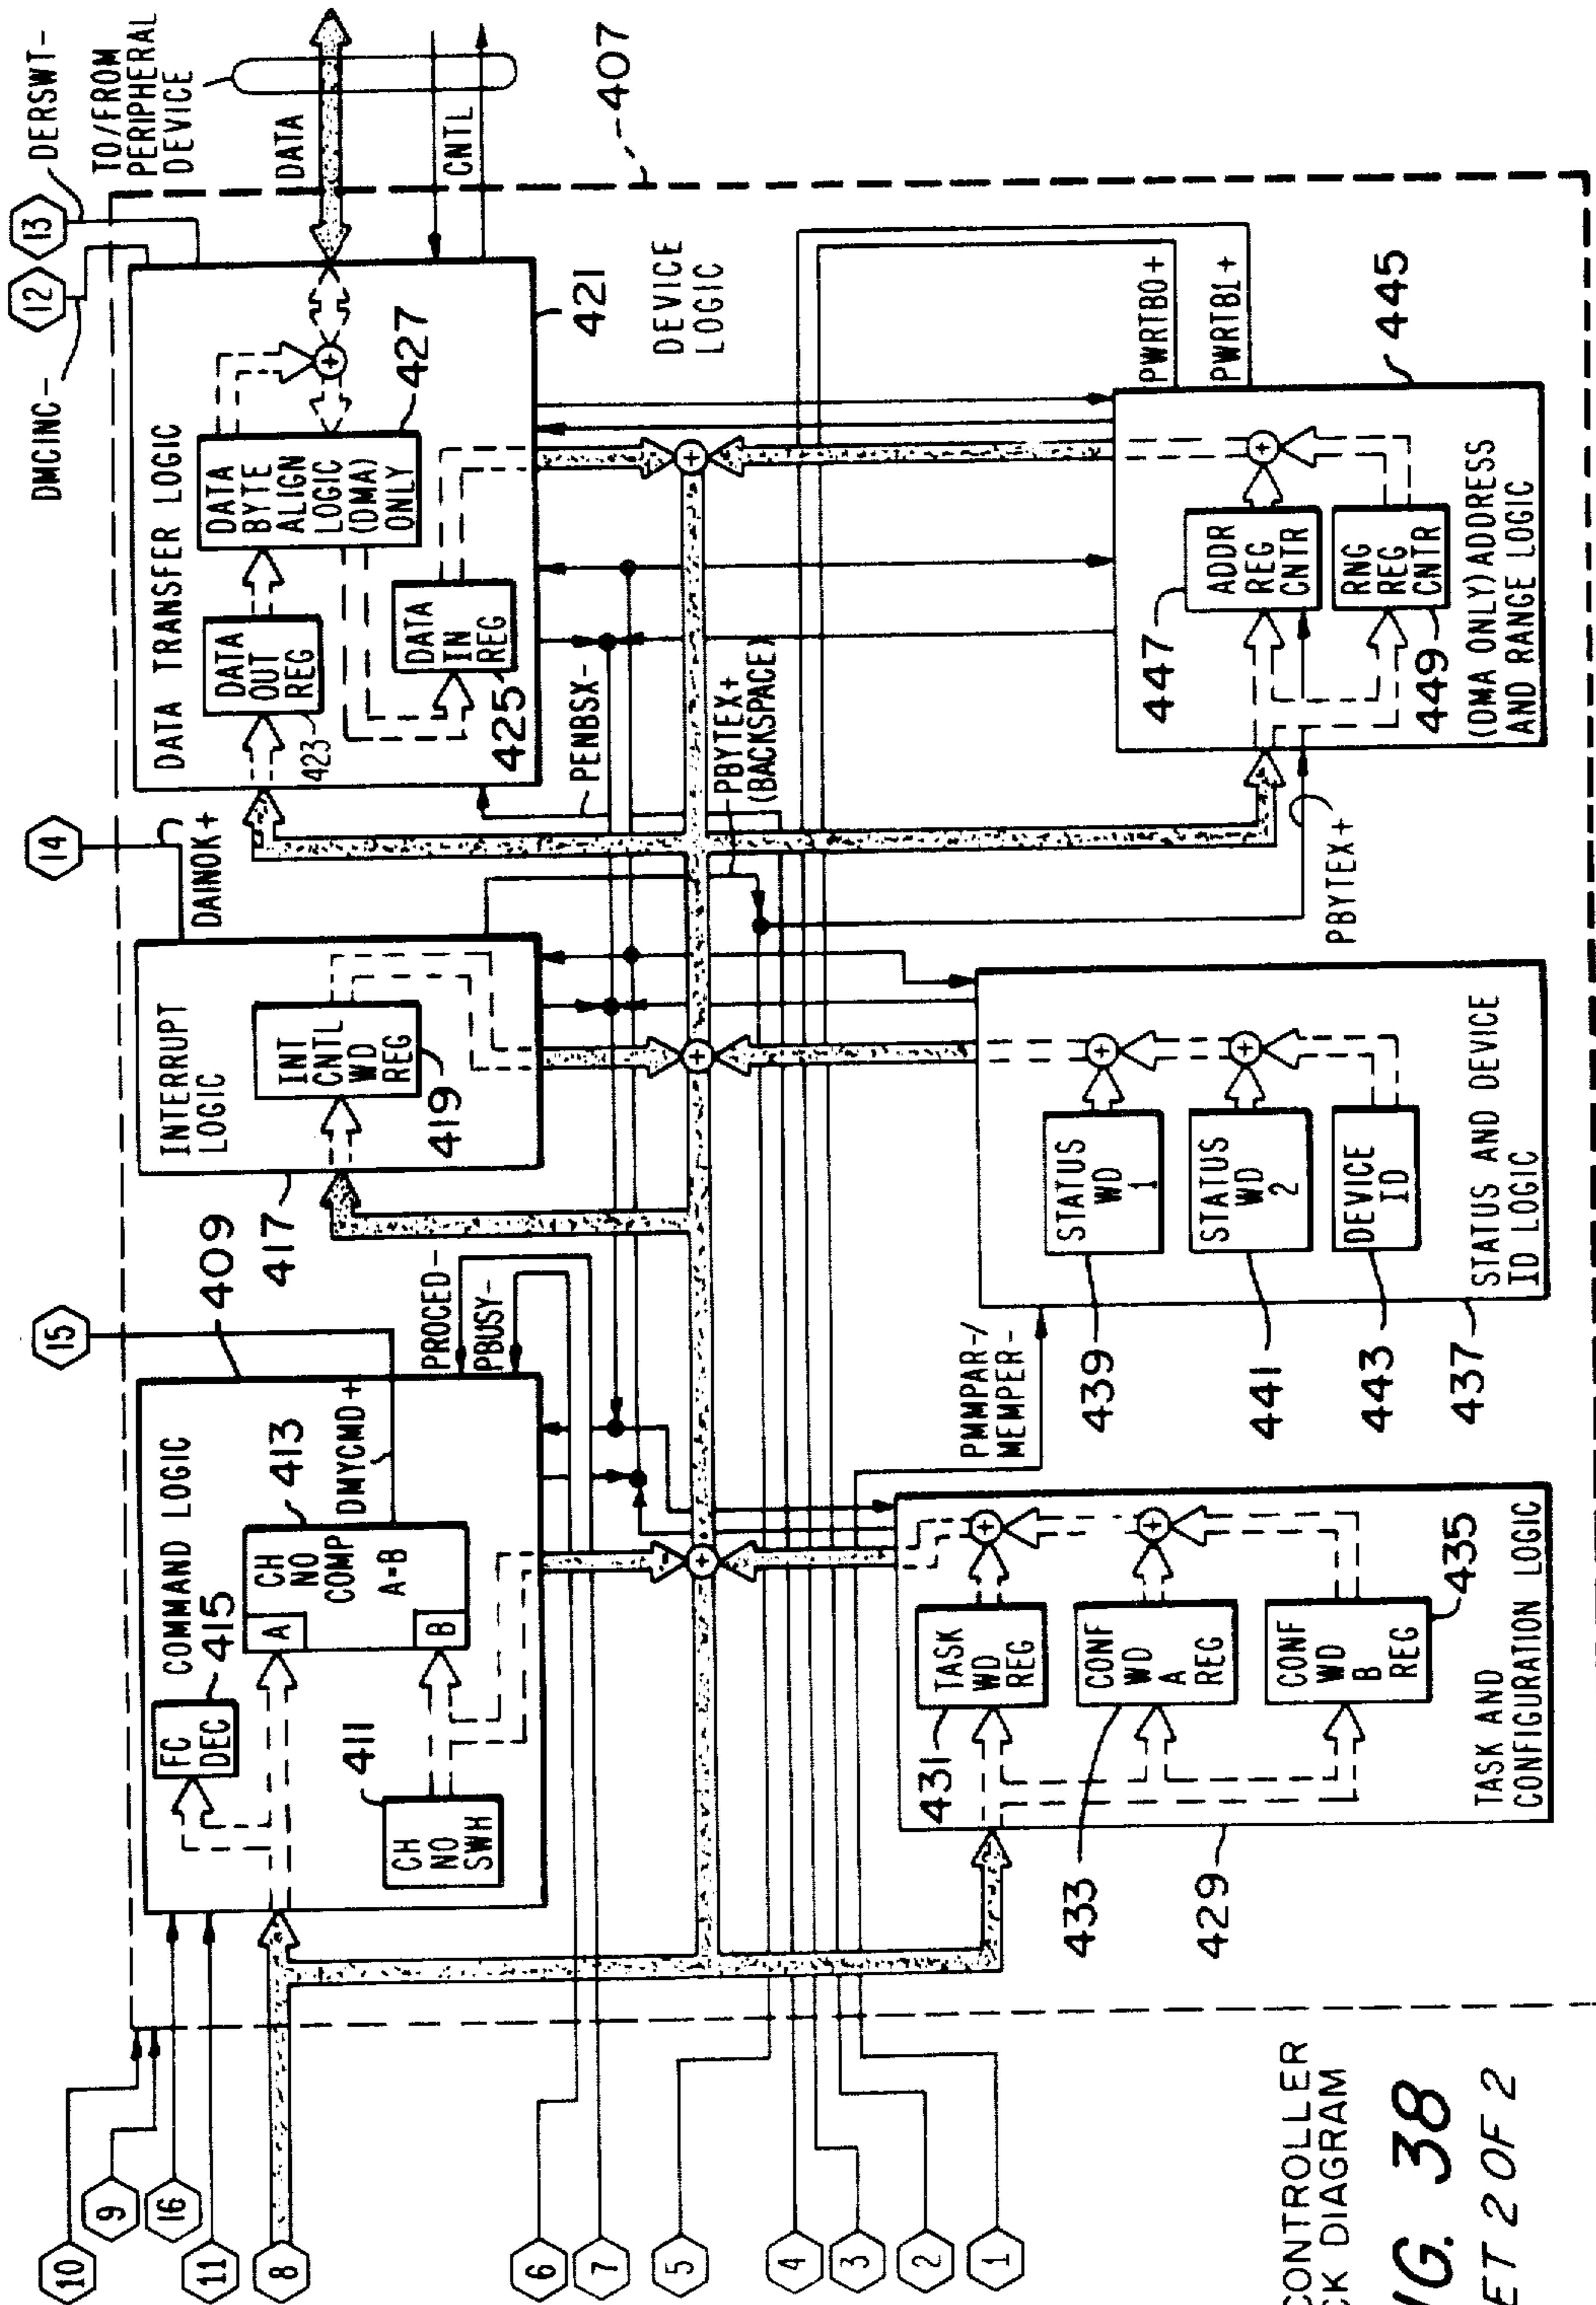 10
9
16
11
8
6
7
5
4
3
2
1
15
14
12
13
DMCINC-
DERSWT-
TO/FROM
PERIPHERAL
DEVICE
DATA
CNTL
407
409
COMMAND LOGIC
FC
DEC
415
A
B
CH
NO
COMP
A=B
413
DMYCMD+
411
CH
NO
SWH
PROCED-
PBUSY-
417
INTERRUPT
LOGIC
INT
CNTL
WD
REG
419
DAINOK+
DATA TRANSFER LOGIC
DATA
OUT
REG
423
DATA
BYTE
ALIGN
LOGIC
(DMA)
ONLY
427
DATA
IN
REG
425
421
DEVICE
LOGIC
PENBSX-
PBYTEX+
(BACKSPACEX
PBYTEX+
PWRTBO+
PWRTBL+
445
447
ADDR
REG
CNTR
RNG
REG
CNTR
449
(DMA ONLY) ADDRESS
AND RANGE LOGIC
PMMPAR-/
MEMPER-
STATUS
WD
1
STATUS
WD
2
DEVICE
ID
439
441
443
437
STATUS AND DEVICE
ID LOGIC
431
TASK
WD
REG
433
CONF
WD
A
REG
CONF
WD
B
REG
435
429
TASK AND
CONFIGURATION LOGIC
CONTROLLER
CK DIAGRAM
IG. 38
ET 2 OF 2